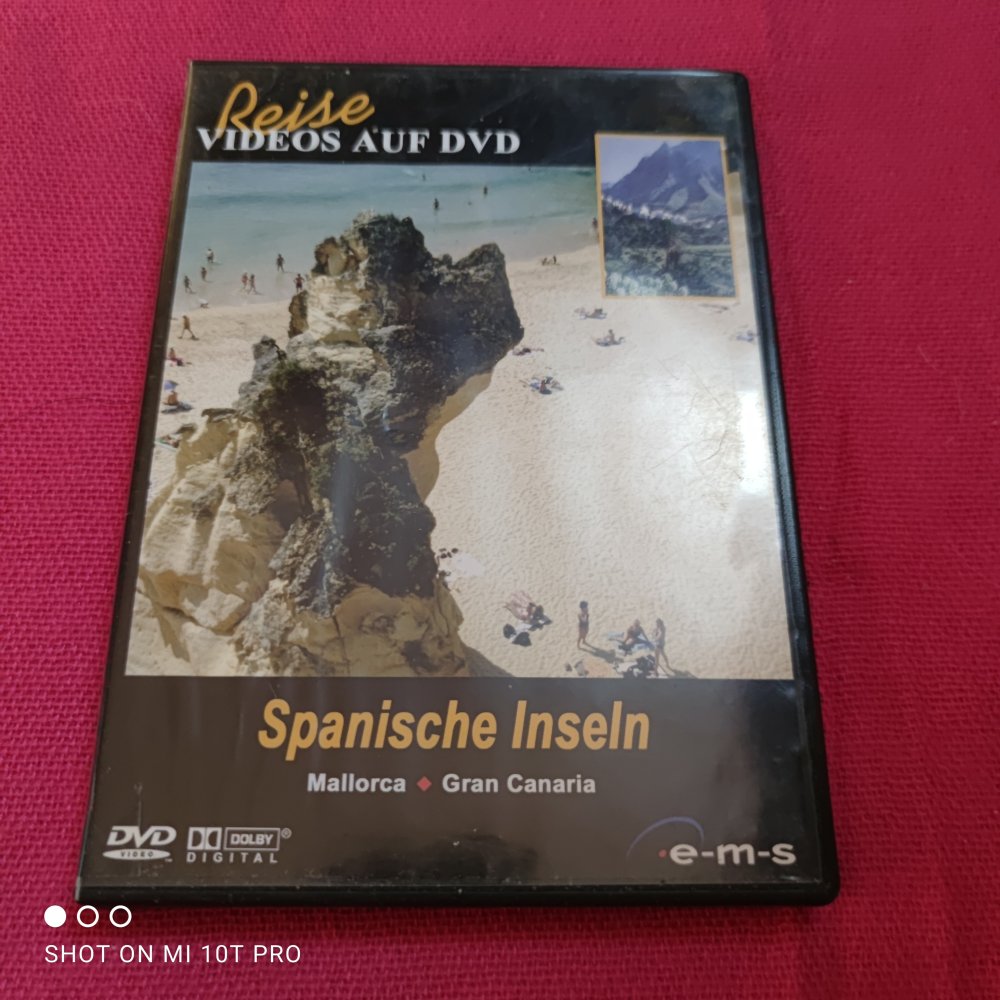 Reise
VIDEOS AUF DVD
Spanische Inseln
Mallorca ◆ Gran Canaria
DVD
VIDEO
DOLBY®
DIGITAL
e-m-s
SHOT ON MI 10T PRO